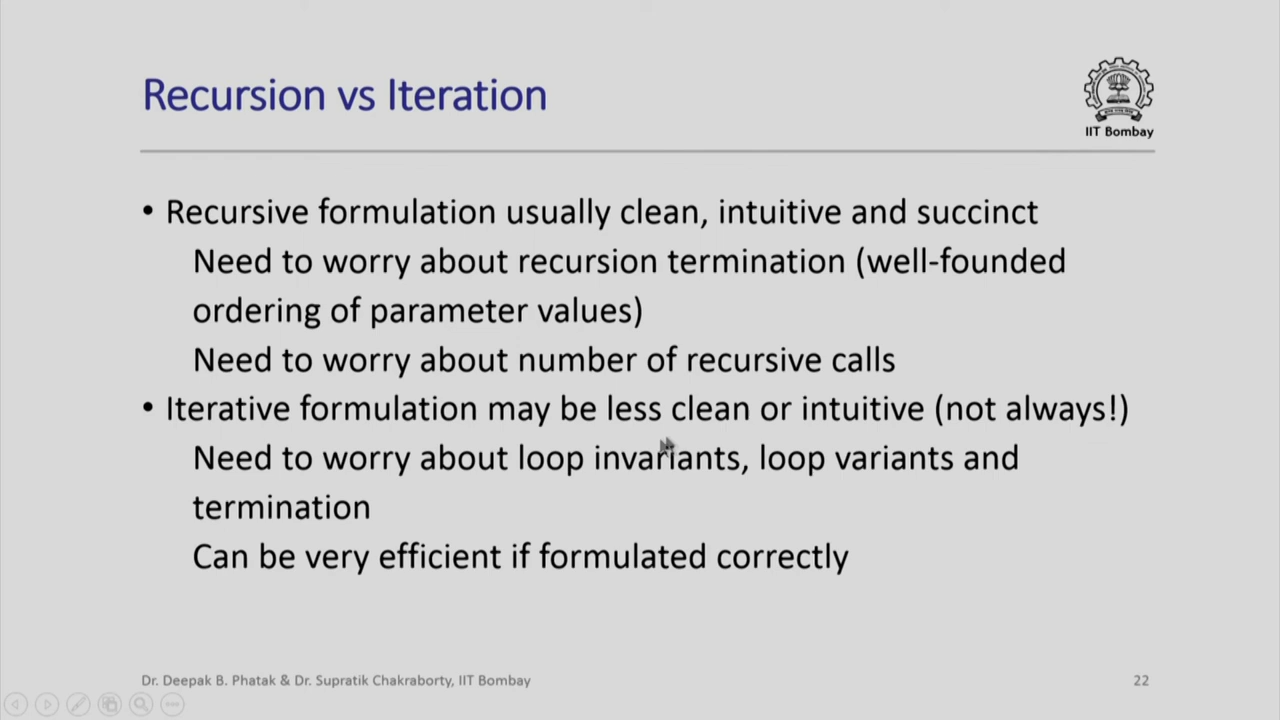 Recursion vs Iteration
IIT Bombay
• Recursive formulation usually clean, intuitive and succinct
Need to worry about recursion termination (well-founded
ordering of parameter values)
Need to worry about number of recursive calls
• Iterative formulation may be less clean or intuitive (not always!)
Need to worry about loop invariants, loop variants and
termination
Can be very efficient if formulated correctly
Dr. Deepak B. Phatak & Dr. Supratik Chakraborty, IIT Bombay
22